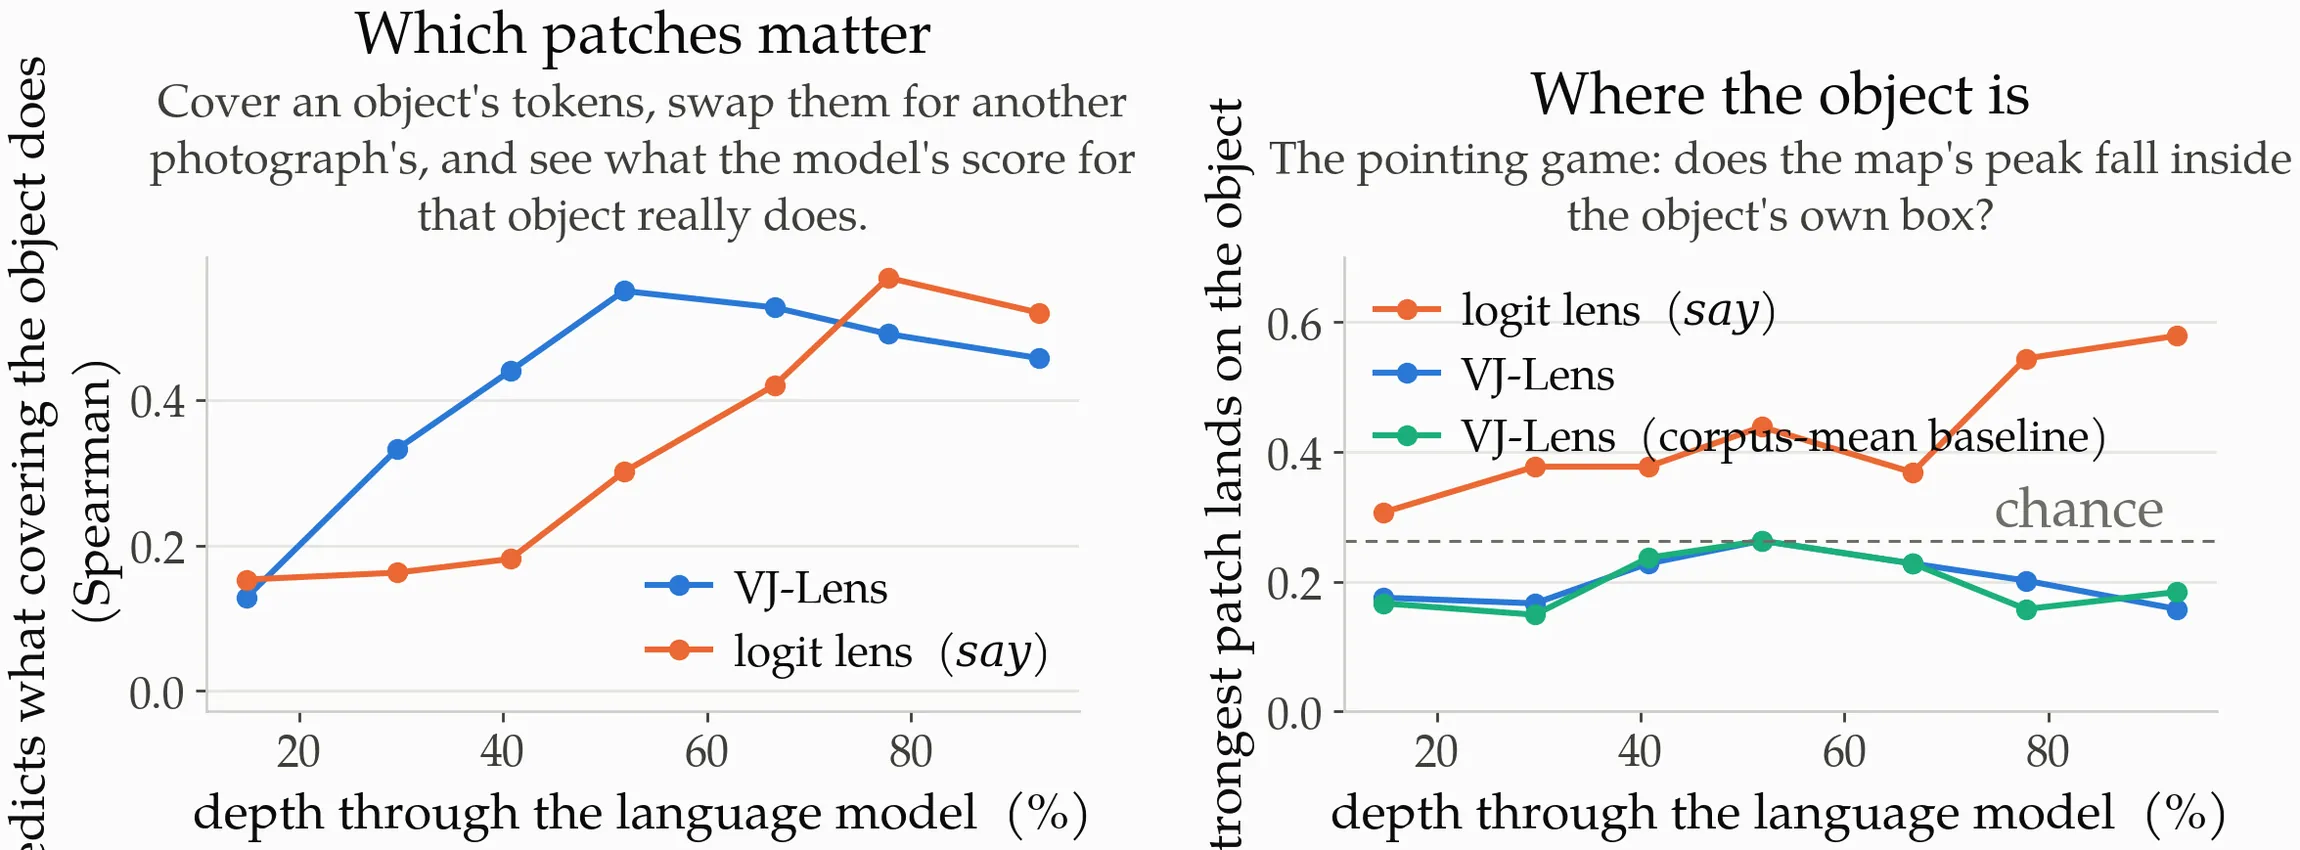 Which patches matter
Cover an object's tokens, swap them for another
photograph's, and see what the model's score for
that object really does.
what covering the object does
(Spearman)
0.4
0.2
0.0
VJ-Lens
logit lens (say)
20 40 60 80
depth through the language model (%)
Where the object is
The pointing game: does the map's peak fall inside
the object's own box?
patch lands on the object
0.6
0.4
0.2
0.0
logit lens (say)
VJ-Lens
VJ-Lens (corpus-mean baseline)
chance
20 40 60 80
depth through the language model (%)